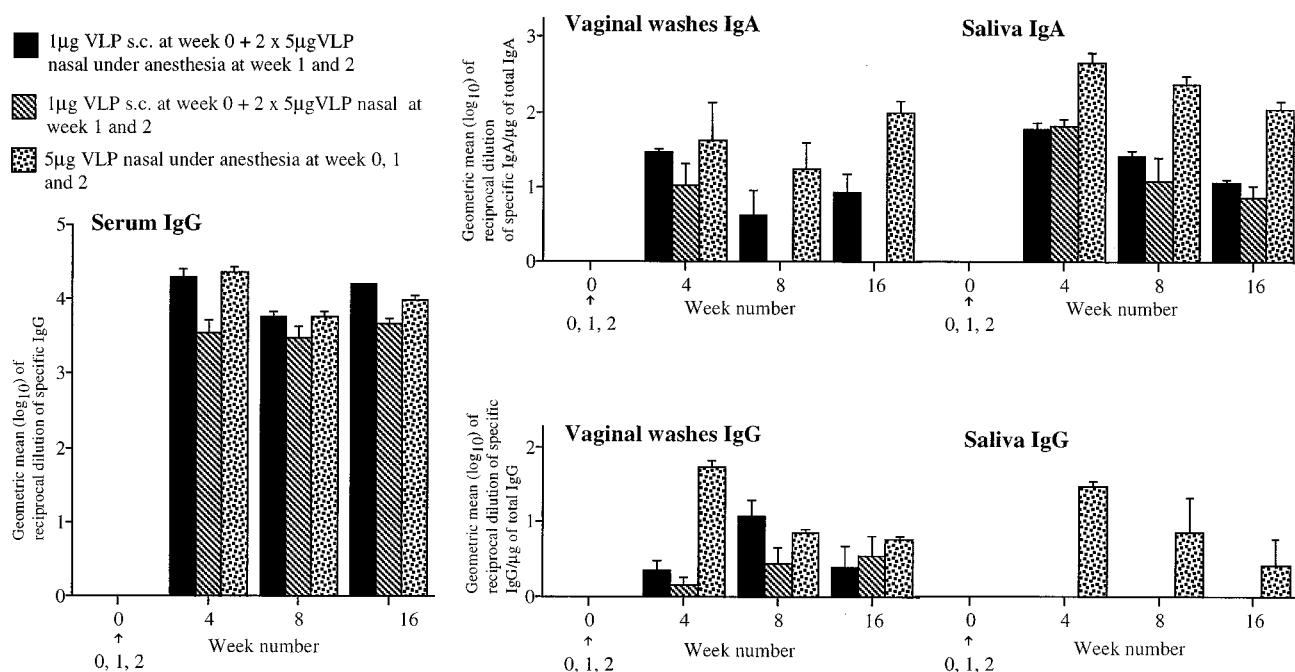 1µg VLP s.c. at week 0 + 2 x 5µgVLP
nasal under anesthesia at week 1 and 2
1µg VLP s.c. at week 0 + 2 x 5µgVLP nasal at
week 1 and 2
5µg VLP nasal under anesthesia at week 0, 1
and 2
Serum IgG
Geometric mean (log10) of
reciprocal dilution of specific IgG
5
4
3
2
1
0
0 4 8 16
↑
0, 1, 2
Week number
Vaginal washes IgA
Saliva IgA
Geometric mean (log10) of
reciprocal dilution
of specific IgA/µg of total IgA
3
2
1
0
0 4 8 16 0 4 8 16
↑ ↑
0, 1, 2 Week number 0, 1, 2 Week number
Vaginal washes IgG
Saliva IgG
Geometric mean (log10) of
reciprocal dilution of specific
IgG/µg of total IgG
2
1
0
0 4 8 16 0 4 8 16
↑ ↑
0, 1, 2 Week number 0, 1, 2 Week number